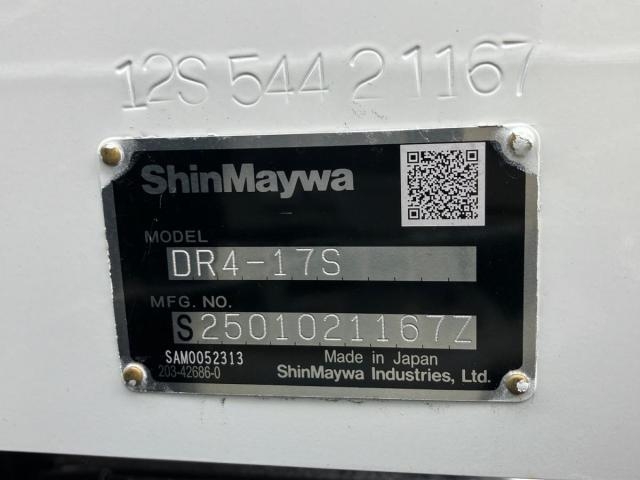 12S 544 2 1167
ShinMaywa
MODEL
DR4-17S
MFG. NO.
S2501021167Z
SAM0052313
203-42686-0
Made in Japan
ShinMaywa Industries, Ltd.